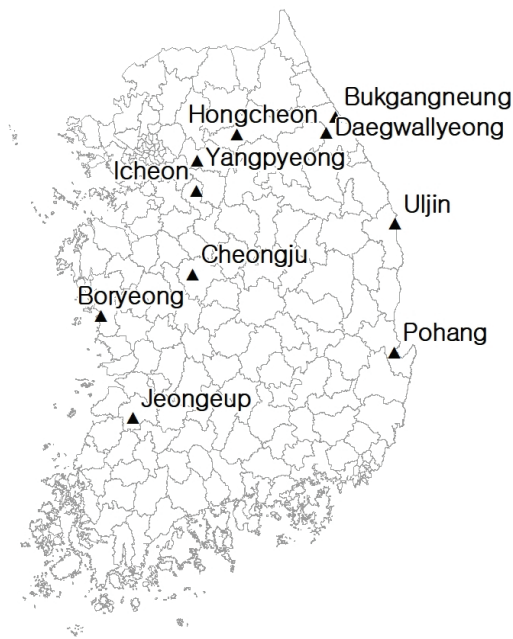 Bukgangneung
Hongcheon
Daegwallyeong
Yangpyeong
Icheon
Uljin
Cheongju
Boryeong
Pohang
Jeongeup